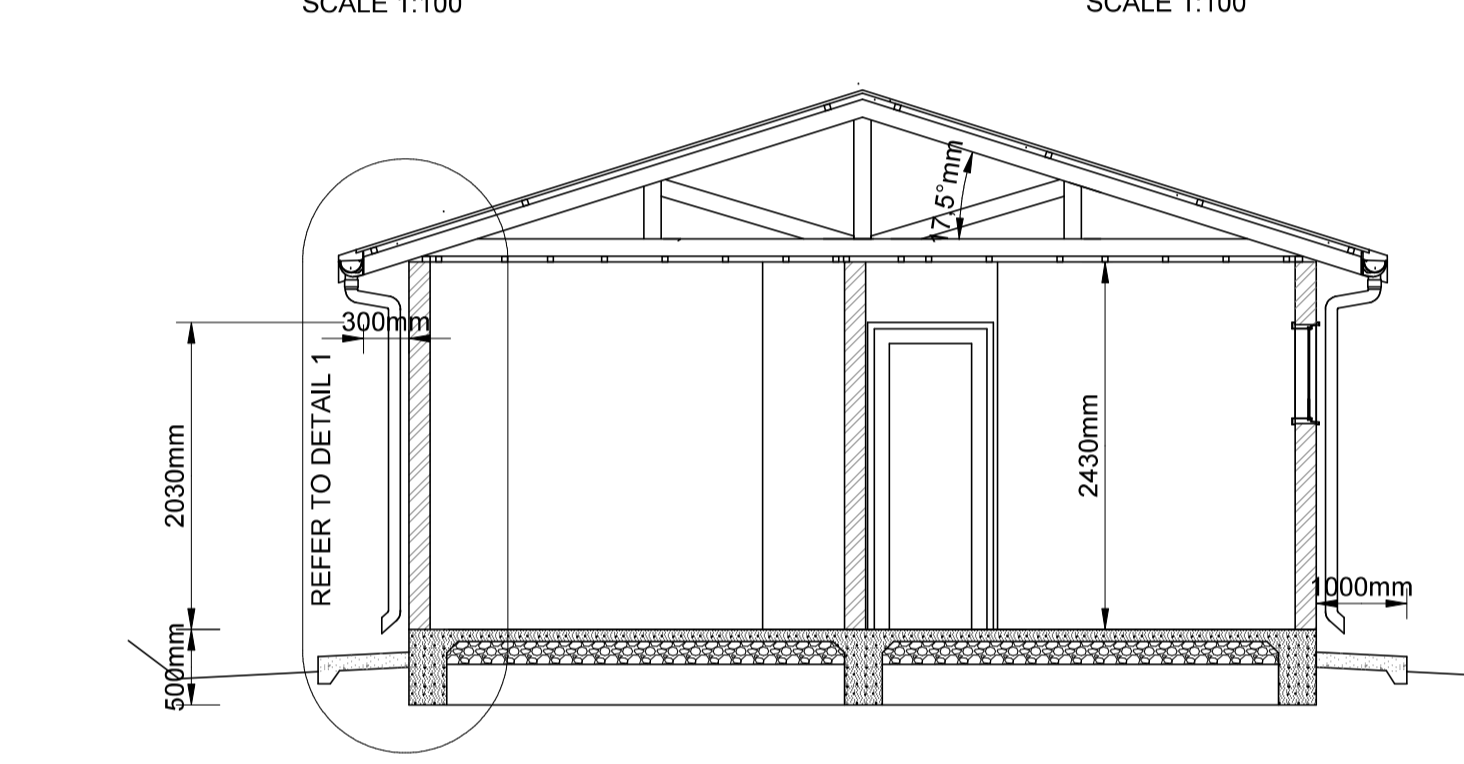 SCALE 1:100
SCALE 1:100
17,5°mm
300mm
REFER TO DETAIL 1
2030mm
2430mm
1000mm
500mm